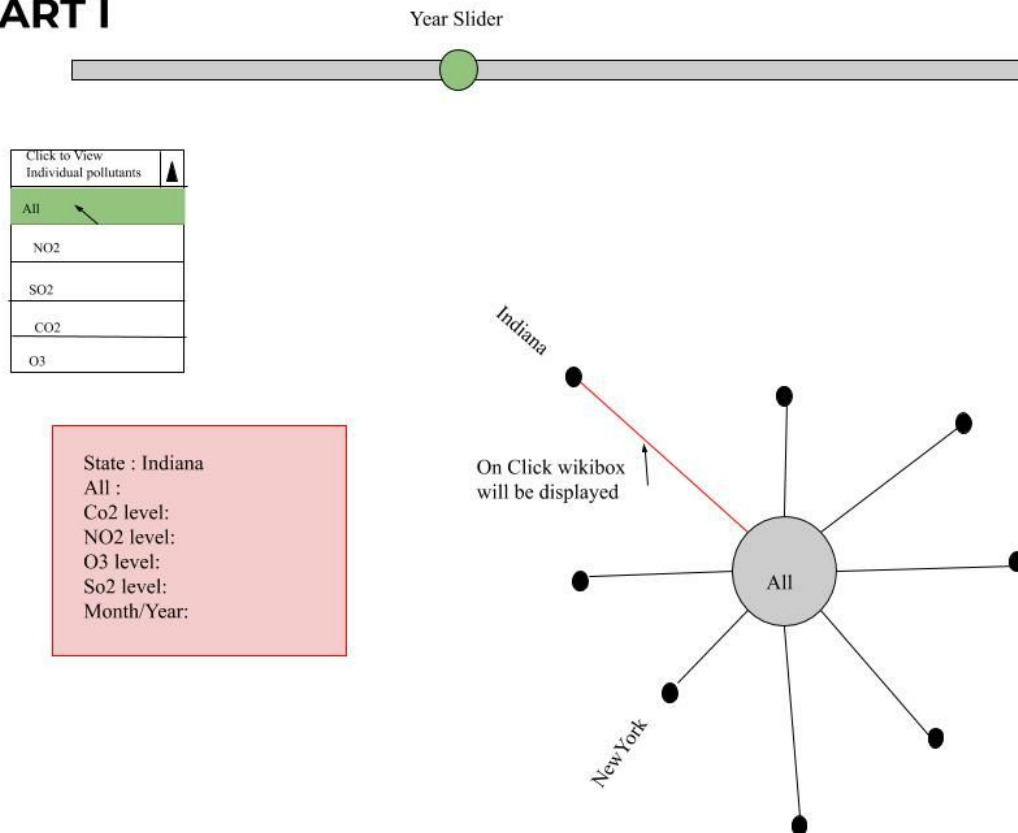 ART I
Year Slider
Click to View
Individual pollutants
All
NO2
SO2
CO2
O3
State : Indiana
All :
Co2 level:
NO2 level:
O3 level:
So2 level:
Month/Year:
Indiana
On Click wikibox
will be displayed
All
NewYork